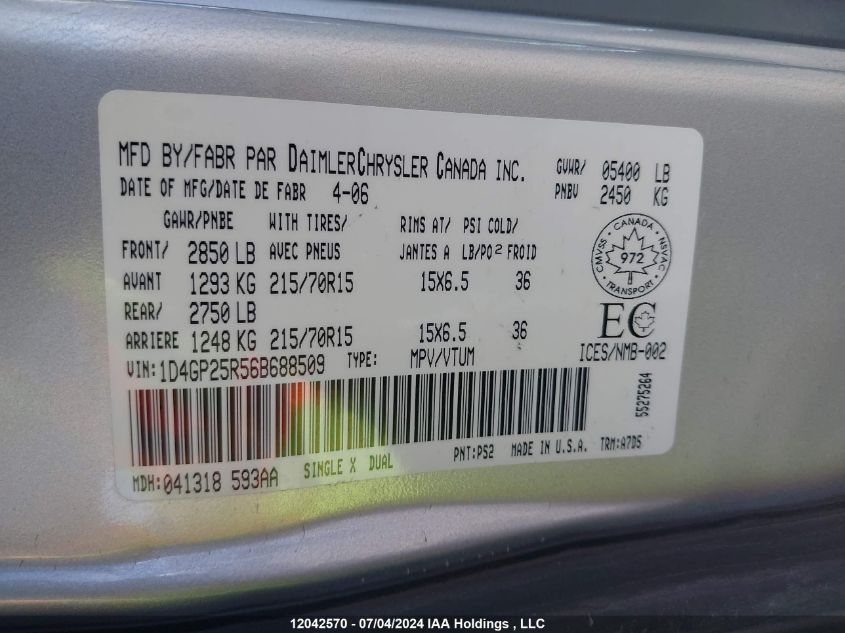 MFD BY/FABR PAR DAIMLERCHRYSLER CANADA INC.
GVWR/ 05400 LB
PNBV 2450 KG
DATE OF MFG/DATE DE FABR 4-06
GAWR/PNBE WITH TIRES/ RIMS AT/ PSI COLD/
FRONT/ 2850 LB AVEC PNEUS JANTES A LB/PO2 FROID
AVANT 1293 KG 215/70R15 15X6.5 36
REAR/ 2750 LB
ARRIERE 1248 KG 215/70R15 15X6.5 36
CANADA
CMVSS NSVAC
972
TRANSPORT
EC
ICES/NMB-002
VIN:1D4GP25R56B688509 TYPE: MPV/VTUM
55275264
MDH:041318 593AA SINGLE X DUAL PNT:PS2 MADE IN U.S.A. TRM:A7D5
12042570 - 07/04/2024 IAA Holdings , LLC